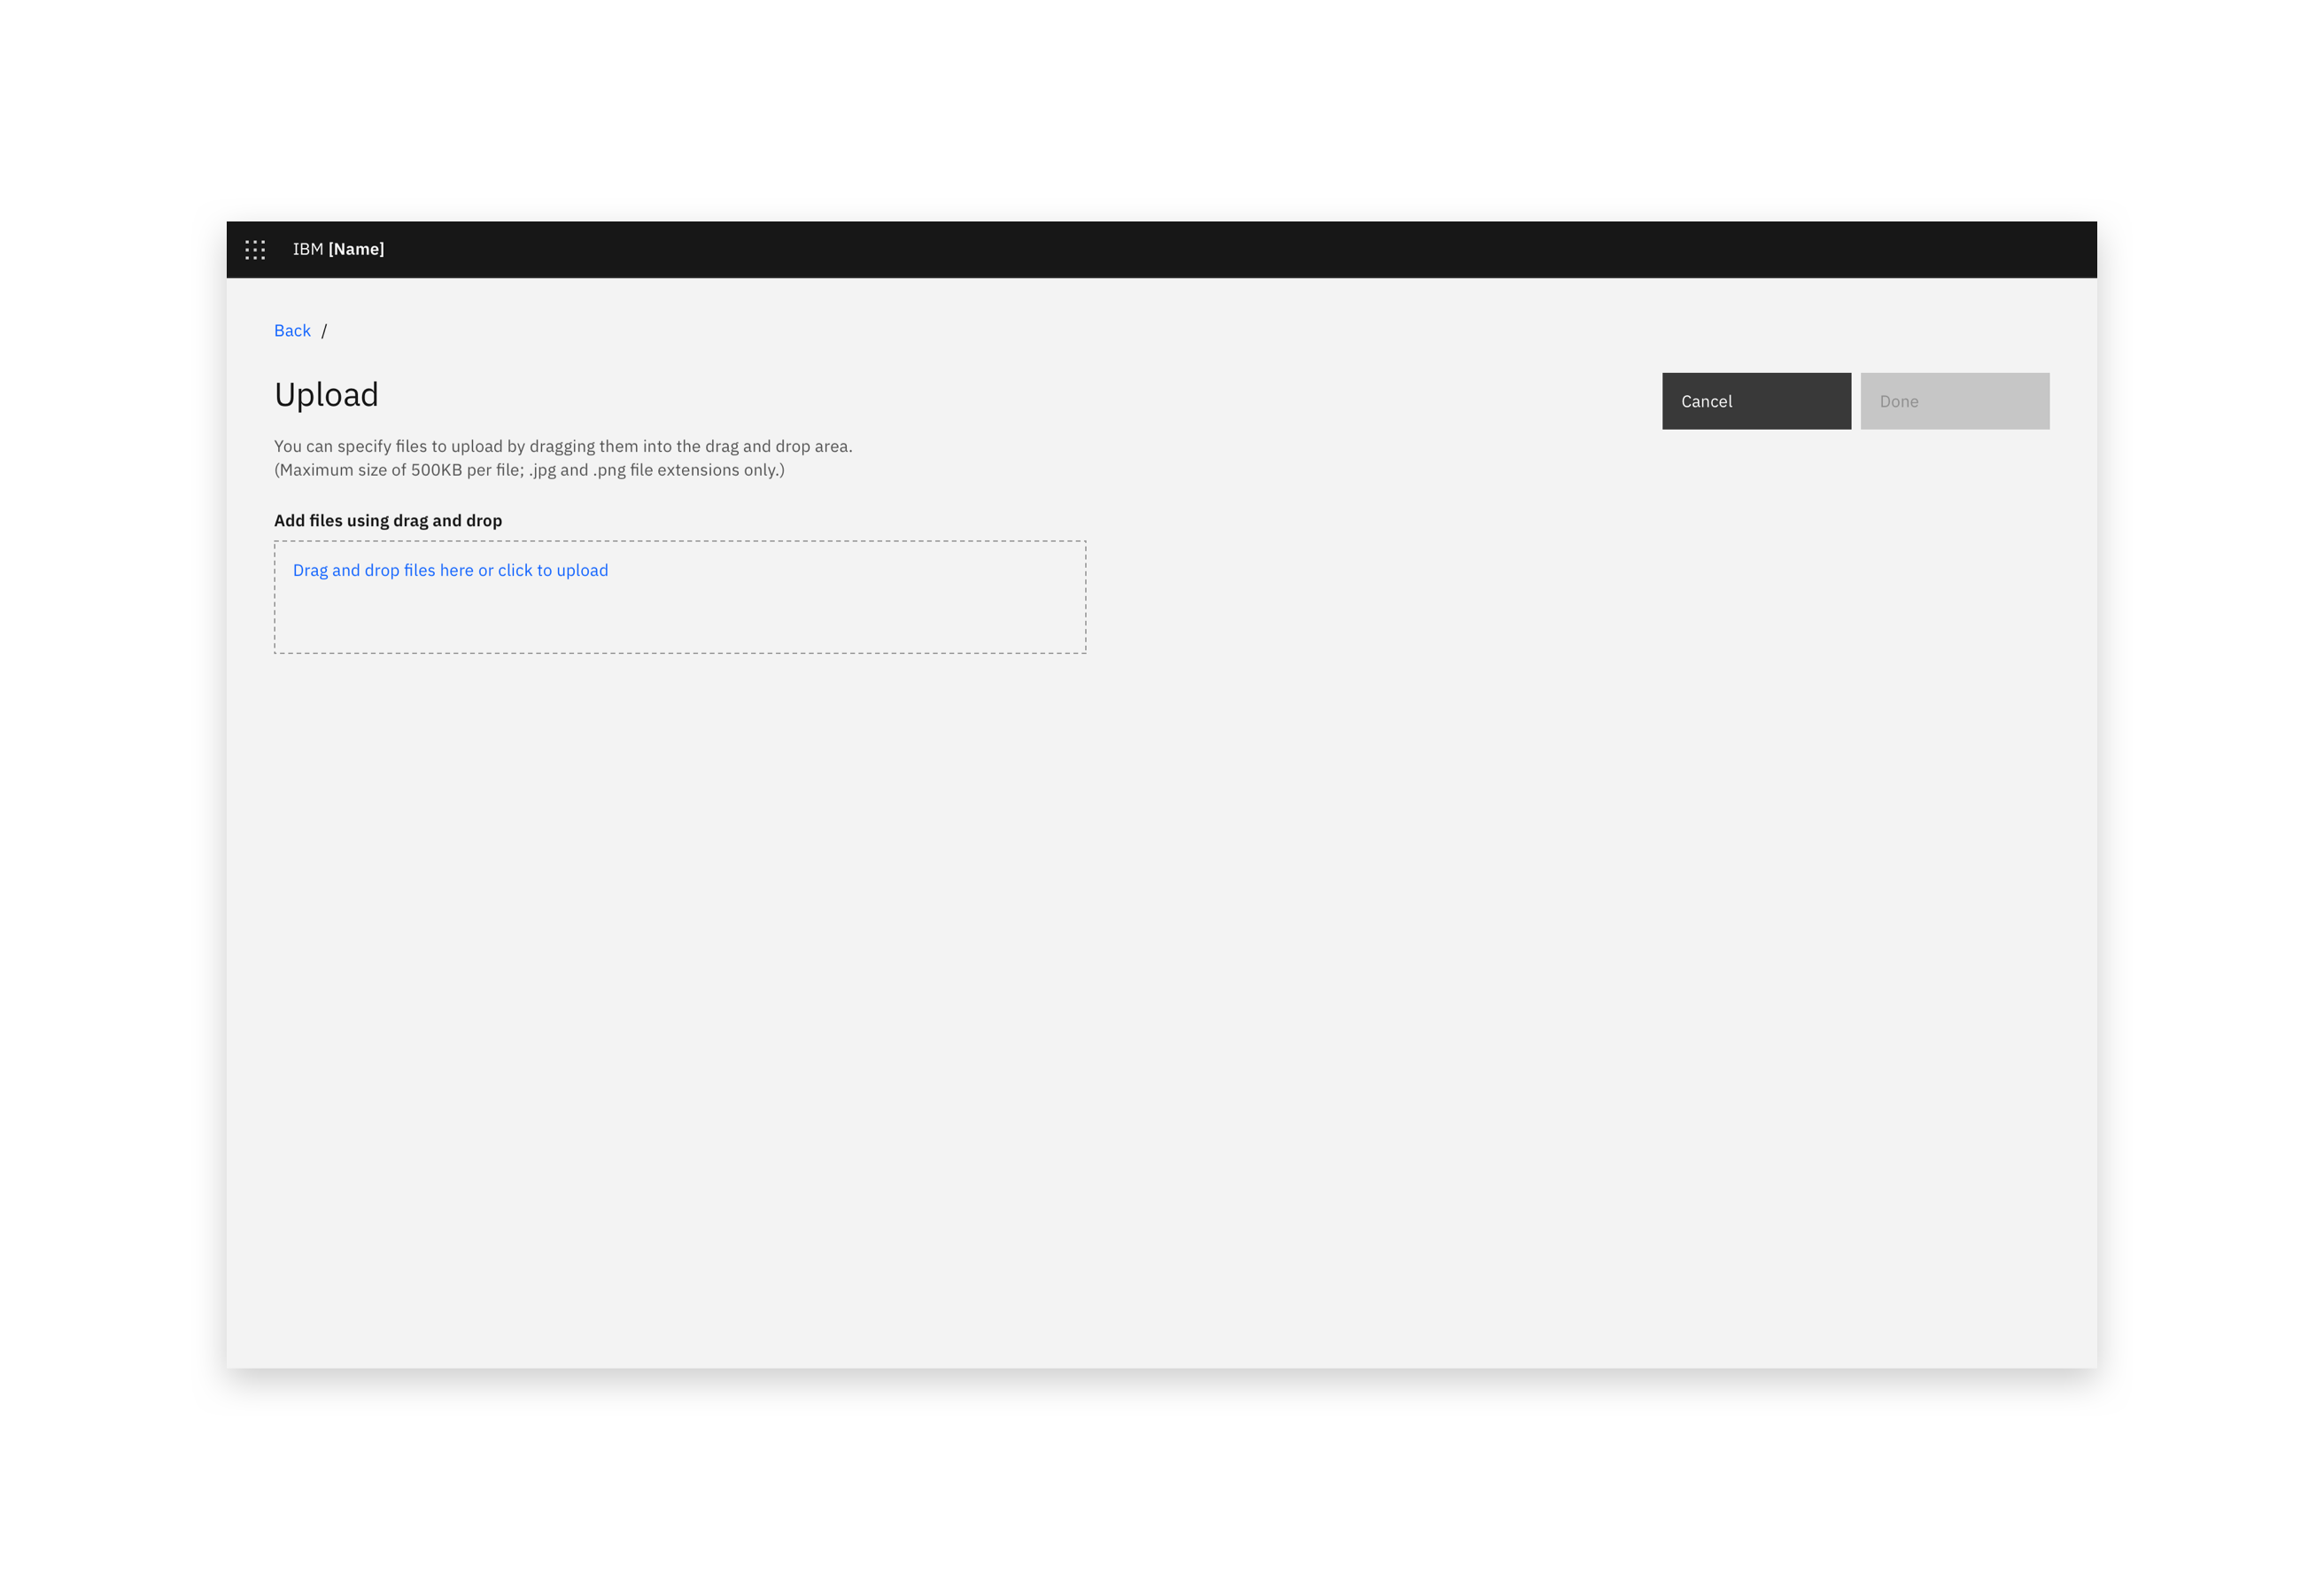 IBM [Name]
Back /
Upload
Cancel
Done
You can specify files to upload by dragging them into the drag and drop area.
(Maximum size of 500KB per file; .jpg and .png file extensions only.)
Add files using drag and drop
Drag and drop files here or click to upload